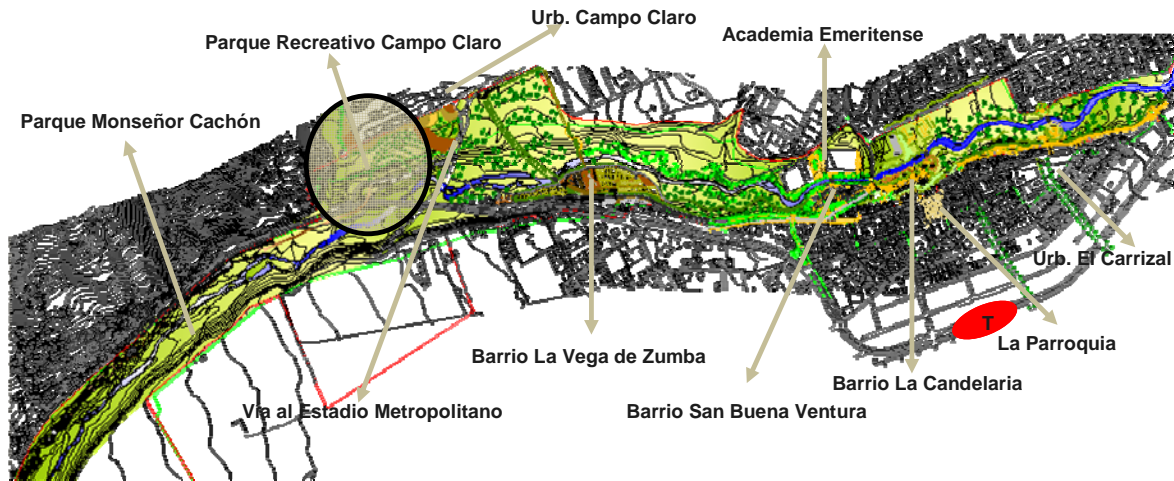 Urb. Campo Claro
Parque Recreativo Campo Claro
Academia Emeritense
Parque Monseñor Cachón
Urb. El Carrizal
T
La Parroquia
Barrio La Vega de Zumba
Barrio La Candelaria
Vía al Estadio Metropolitano
Barrio San Buena Ventura